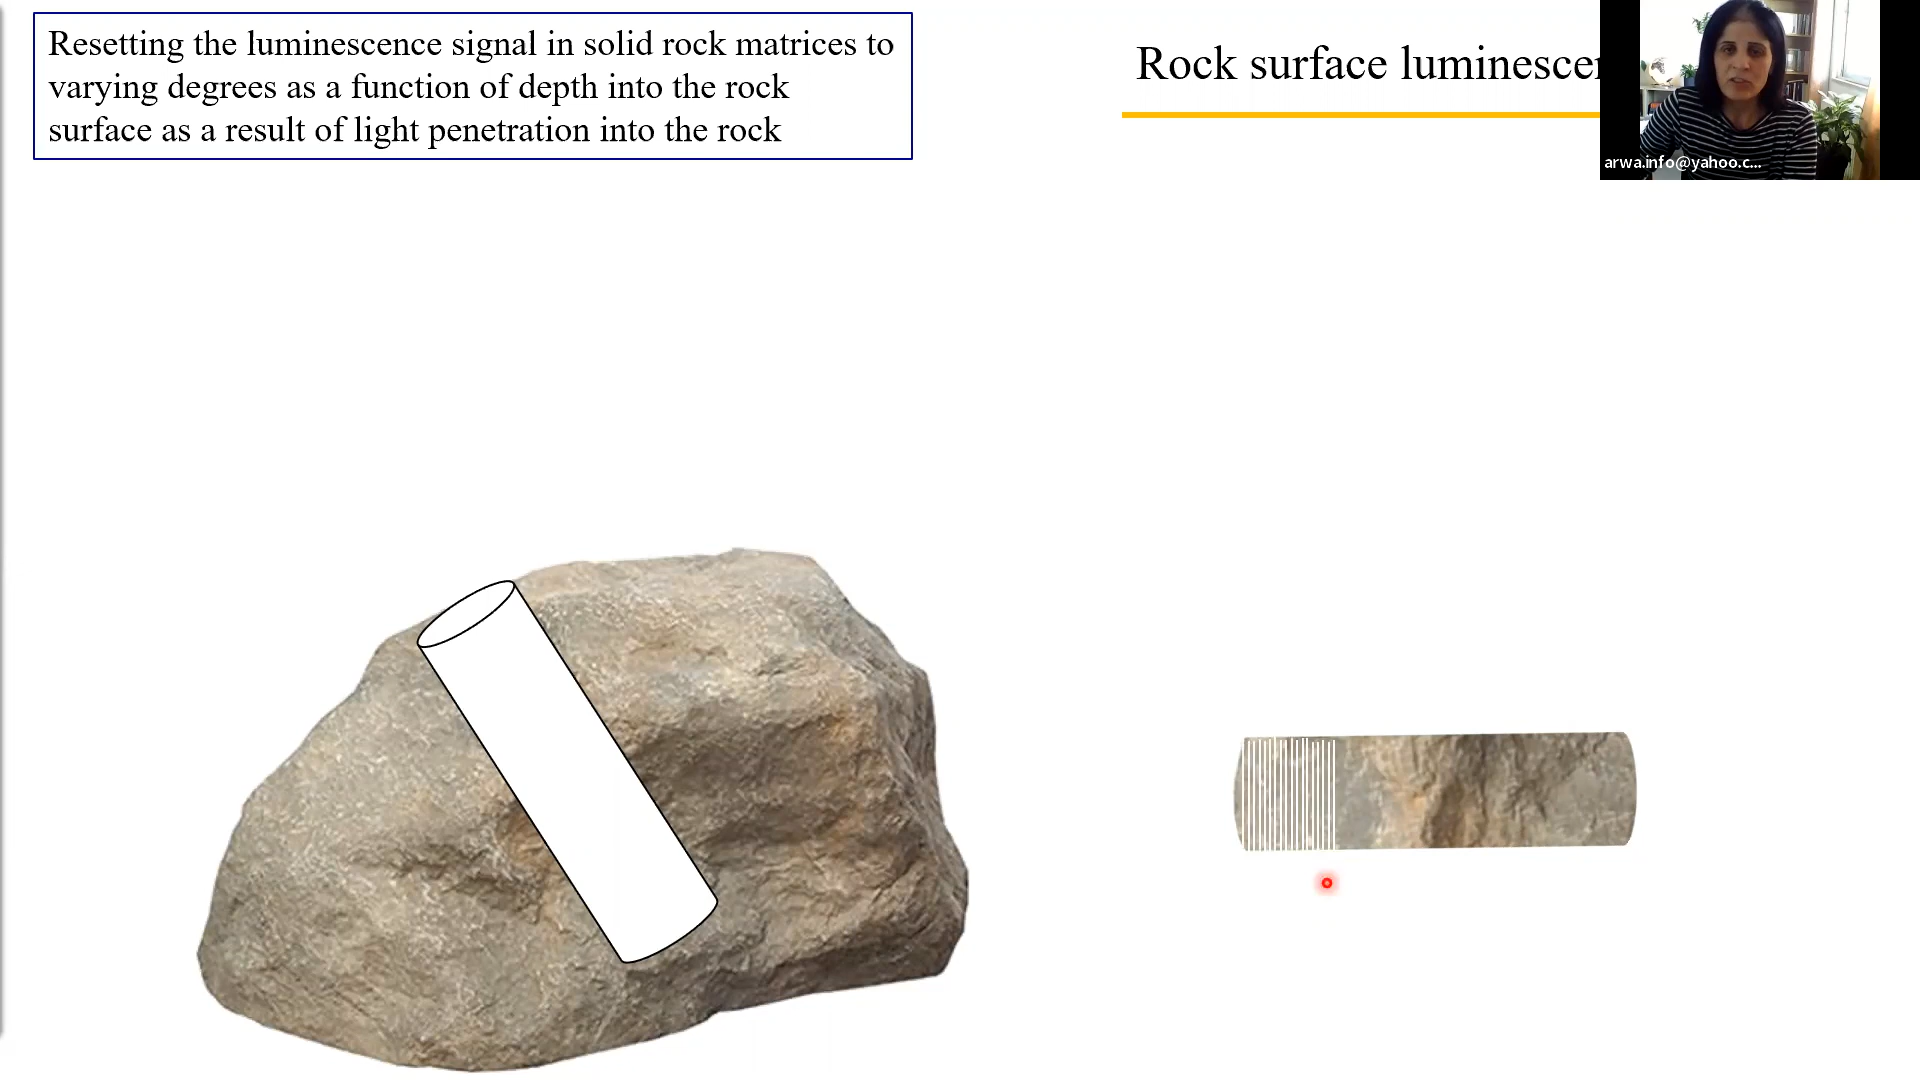 Resetting the luminescence signal in solid rock matrices to
varying degrees as a function of depth into the rock
surface as a result of light penetration into the rock
Rock surface
arwa.info@yahoo.c...